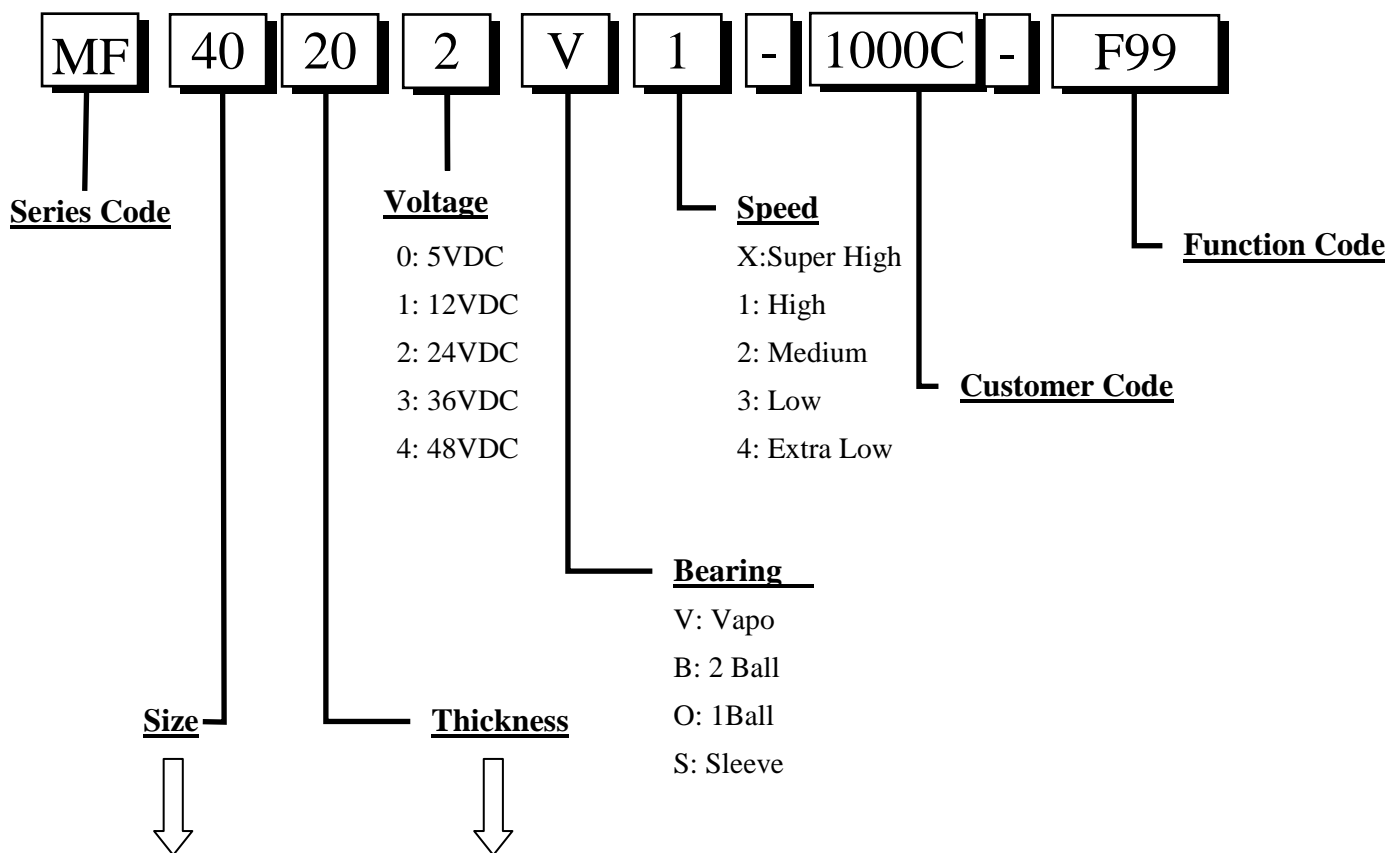 MF 40 20 2 V 1 - 1000C - F99
Series Code
Voltage
0: 5VDC
1: 12VDC
2: 24VDC
3: 36VDC
4: 48VDC
Speed
X:Super High
1: High
2: Medium
3: Low
4: Extra Low
Function Code
Customer Code
Bearing
V: Vapo
B: 2 Ball
O: 1Ball
S: Sleeve
Size
Thickness